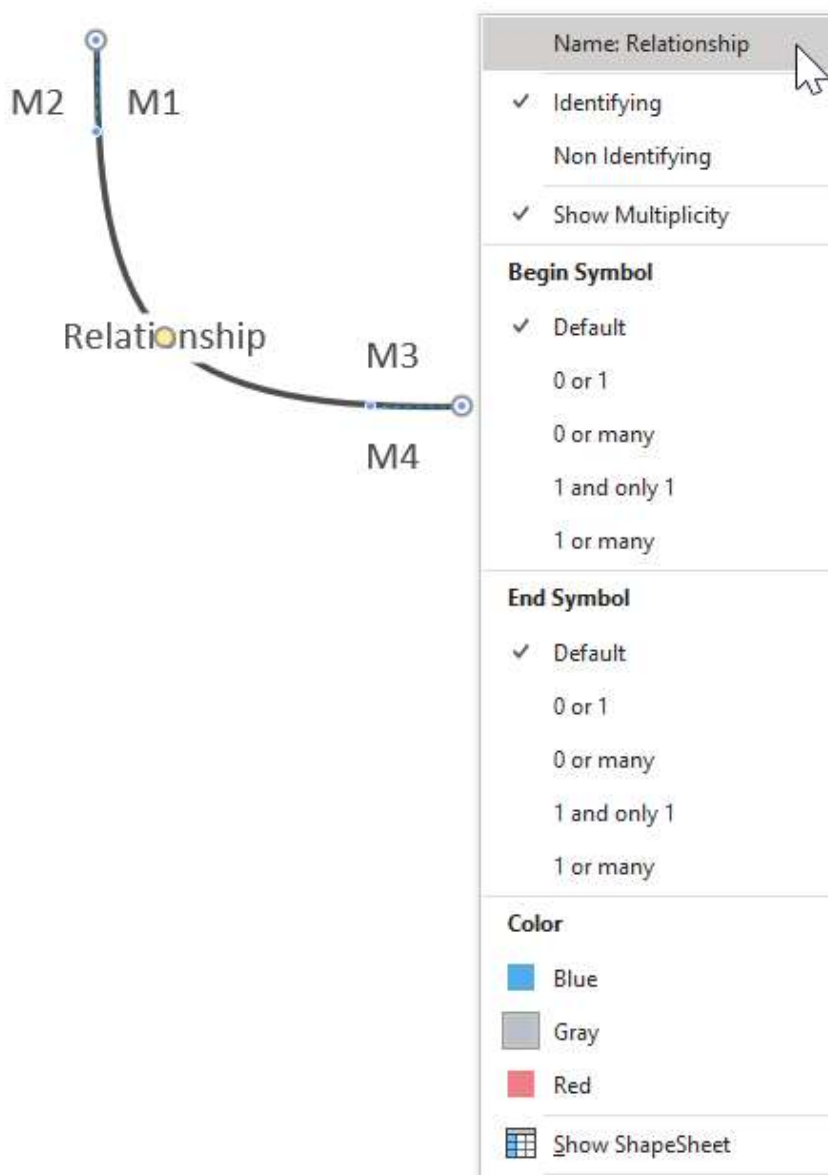 M2 M1
Relationship
M3
M4
Name: Relationship
Identifying
Non Identifying
Show Multiplicity
Begin Symbol
Default
0 or 1
0 or many
1 and only 1
1 or many
End Symbol
Default
0 or 1
0 or many
1 and only 1
1 or many
Color
Blue
Gray
Red
Show ShapeSheet